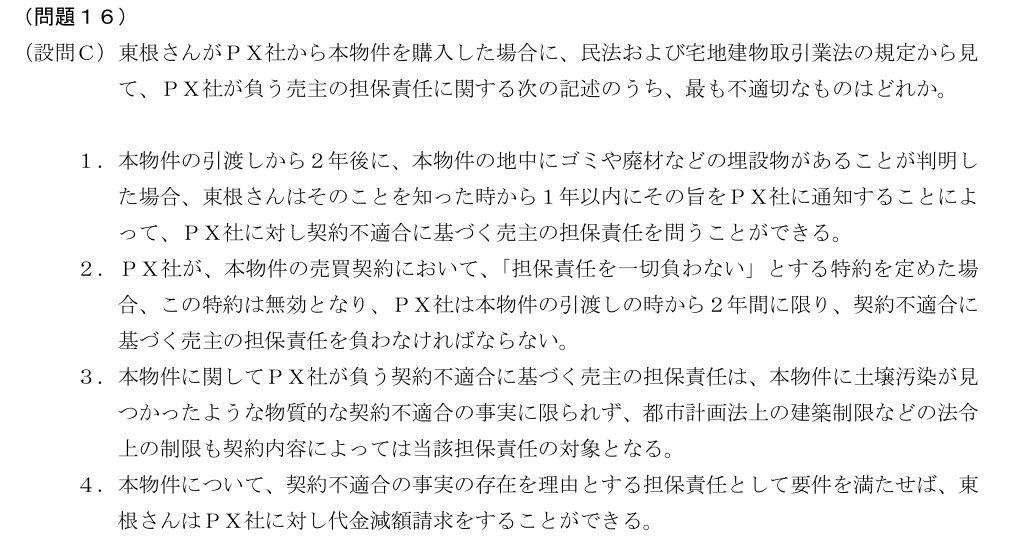 （問題１６）
（設問Ｃ）東根さんがＰＸ社から本物件を購入した場合に、民法および宅地建物取引業法の規定から見
て、ＰＸ社が負う売主の担保責任に関する次の記述のうち、最も不適切なものはどれか。
１．本物件の引渡しから２年後に、本物件の地中にゴミや廃材などの埋設物があることが判明し
た場合、東根さんはそのことを知った時から１年以内にその旨をＰＸ社に通知することによ
って、ＰＸ社に対し契約不適合に基づく売主の担保責任を問うことができる。
２．ＰＸ社が、本物件の売買契約において、「担保責任を一切負わない」とする特約を定めた場
合、この特約は無効となり、ＰＸ社は本物件の引渡しの時から２年間に限り、契約不適合に
基づく売主の担保責任を負わなければならない。
３．本物件に関してＰＸ社が負う契約不適合に基づく売主の担保責任は、本物件に土壌汚染が見
つかったような物質的な契約不適合の事実に限られず、都市計画法上の建築制限などの法令
上の制限も契約内容によっては当該担保責任の対象となる。
４．本物件について、契約不適合の事実の存在を理由とする担保責任として要件を満たせば、東
根さんはＰＸ社に対し代金減額請求をすることができる。